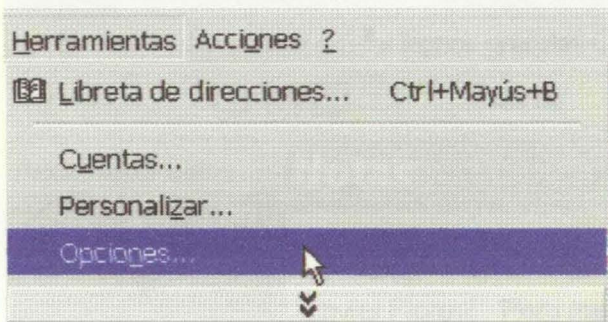 Herramientas Acciones ?
Libreta de direcciones... Ctrl+Mayús+B
Cuentas...
Personalizar...
Opciones...